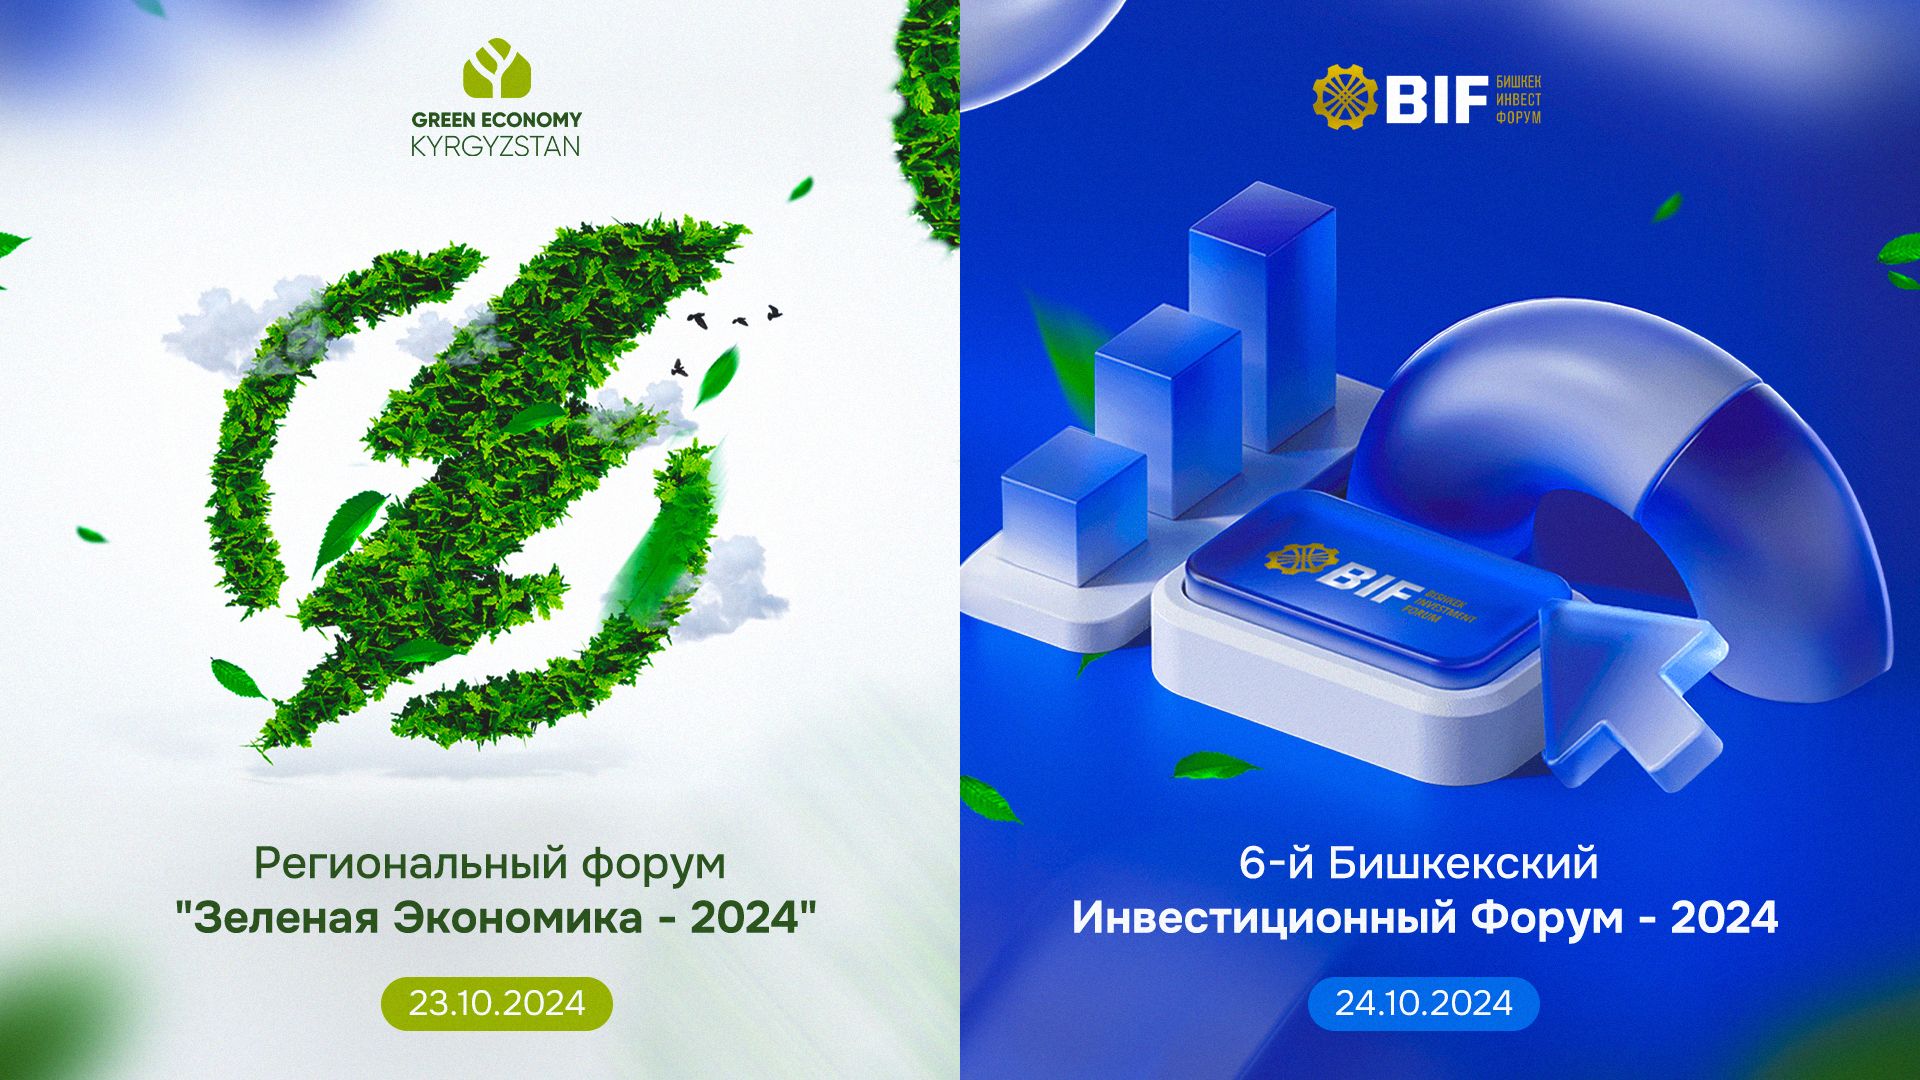 GREEN ECONOMY
KYRGYZSTAN
Региональный форум
"Зеленая Экономика - 2024"
23.10.2024
BIF
БИШКЕК
ИНВЕСТ
ФОРУМ
BIF
BISHKEK
INVESTMENT
FORUM
6-й Бишкекский
Инвестиционный Форум - 2024
24.10.2024